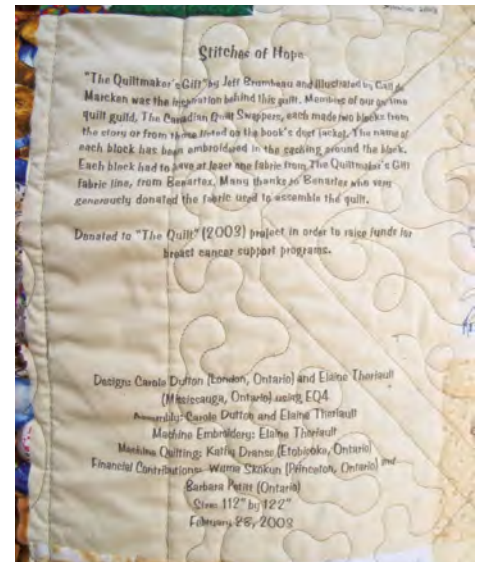 Stitches of Hope
"The Quiltmaker's Gift" by Jeff Brumbeau and illustrated by Gail de
Marcken was the inspiration behind this quilt. Members of our on-line
quilt guild, The Canadian Quilt Swappers, each made two blocks from
the story or from those listed on the book's dust jacket. The name of
each block has been embroidered in the sashing around the block.
Each block had to have at least one fabric from The Quiltmaker's Gift
fabric line, from Benartex. Many thanks to Benartex who very
generously donated the fabric used to assemble the quilt.
Donated to "The Quilt" (2003) project in order to raise funds for
breast cancer support programs.
Design: Carole Dutton (London, Ontario) and Elaine Theriault
(Mississauga, Ontario) using EQ4
Assembly: Carole Dutton and Elaine Theriault
Machine Embroidery: Elaine Theriault
Machine Quilting: Kathy (Etobicoke, Ontario)
Financial Contributions: Skokun (Princeton, Ontario) and
Barbara (Ontario)
Size: 112" by 122"
February 28, 2003